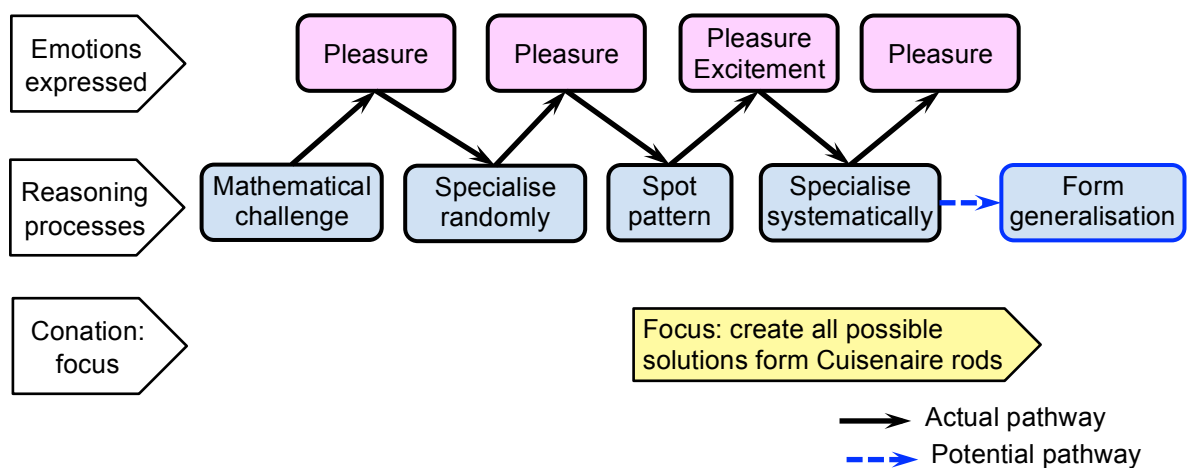 Emotions
expressed
Pleasure
Pleasure
Pleasure
Excitement
Pleasure
Reasoning
processes
Mathematical
challenge
Specialise
randomly
Spot
pattern
Specialise
systematically
Form
generalisation
Conation:
focus
Focus: create all possible
solutions form Cuisenaire rods
Actual pathway
Potential pathway